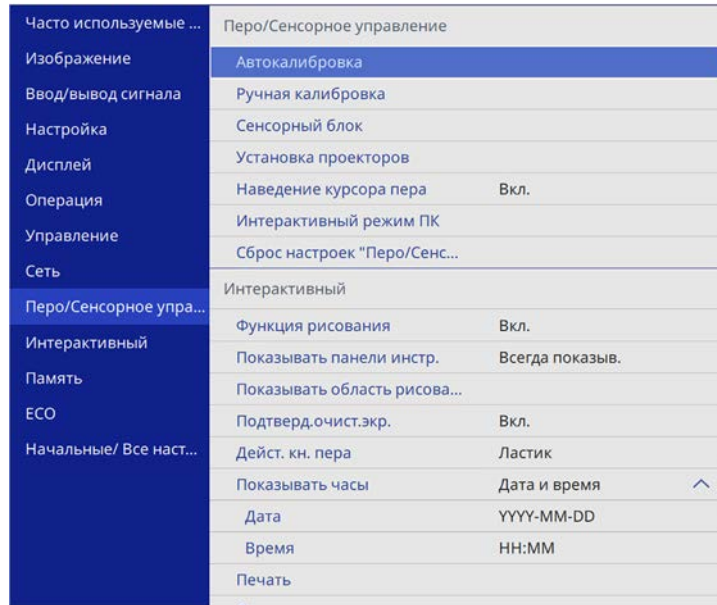 Часто используемые ...
Изображение
Ввод/вывод сигнала
Настройка
Дисплей
Операция
Управление
Сеть
Перо/Сенсорное упра...
Интерактивный
Память
ECO
Начальные/ Все наст...
Перо/Сенсорное управление
Автокалибровка
Ручная калибровка
Сенсорный блок
Установка проекторов
Наведение курсора пера Вкл.
Интерактивный режим ПК
Сброс настроек "Перо/Сенс...
Интерактивный
Функция рисования Вкл.
Показывать панели инстр. Всегда показыв.
Показывать область рисова...
Подтверд.очист.экр. Вкл.
Дейст. кн. пера Ластик
Показывать часы Дата и время
Дата YYYY-MM-DD
Время HH:MM
Печать